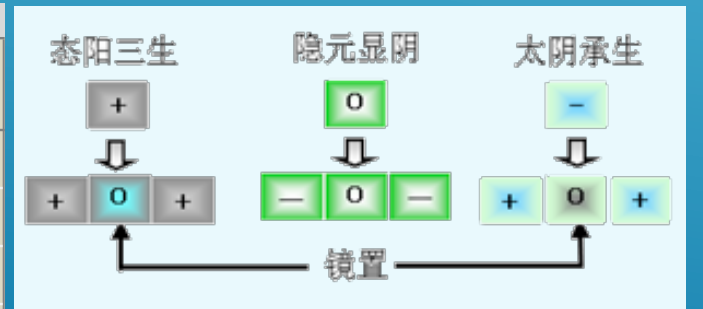 态阳三生 隐元显阴 太阴承生
+ O −
+ O + — O — + O +
镜置